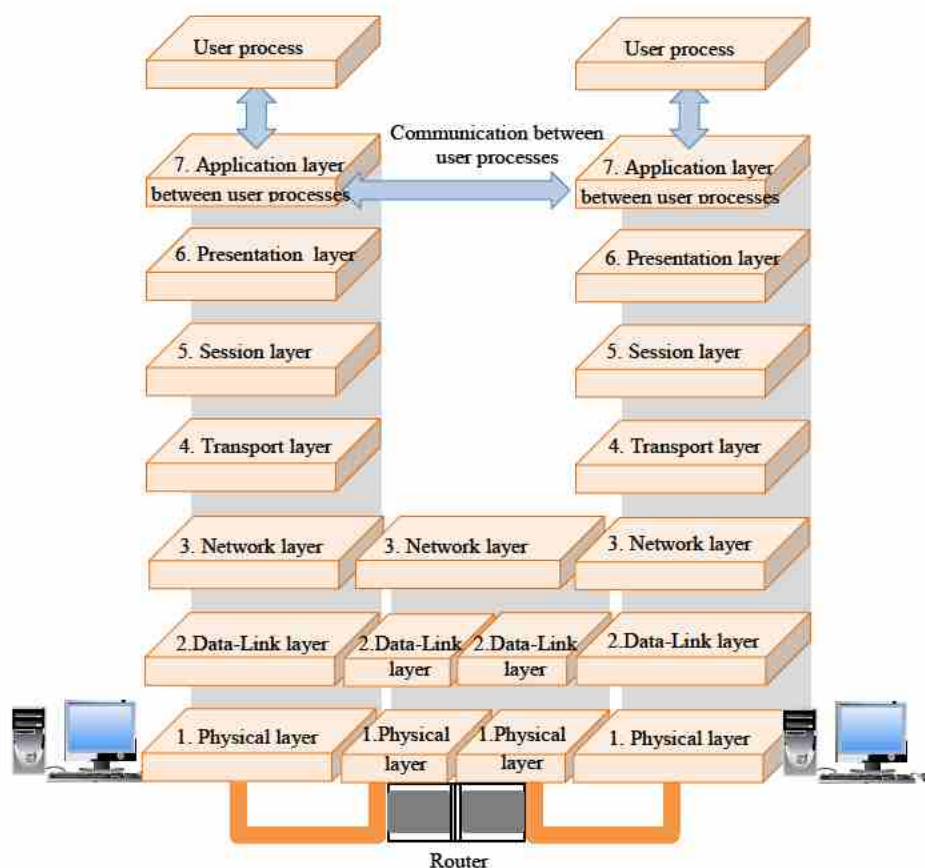 User process
User process
Communication between
user processes
7. Application layer
between user processes
7. Application layer
between user processes
6. Presentation layer
6. Presentation layer
5. Session layer
5. Session layer
4. Transport layer
4. Transport layer
3. Network layer
3. Network layer
3. Network layer
2.Data-Link layer
2.Data-Link
layer
2.Data-Link
layer
2.Data-Link layer
1. Physical layer
1.Physical
layer
1.Physical
layer
1. Physical layer
Router